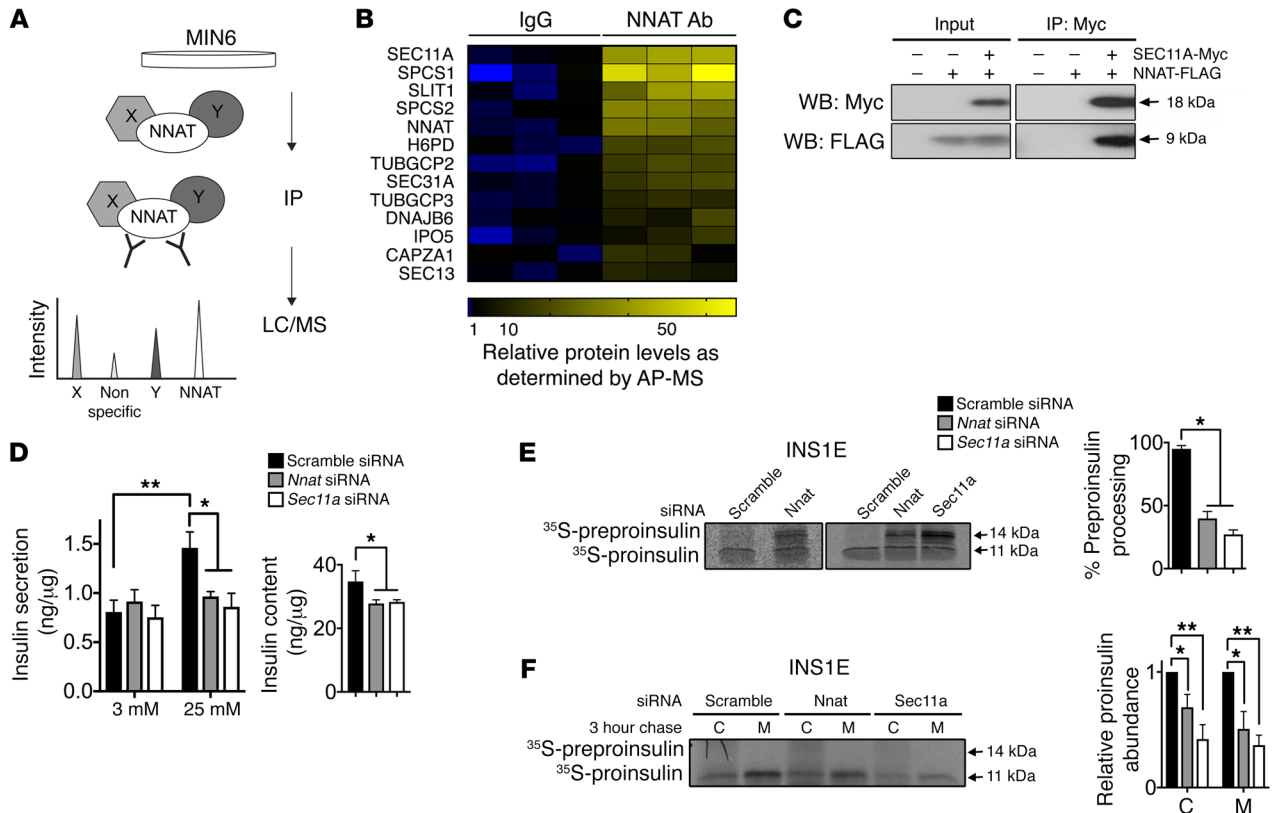 A
MIN6
X
NNAT
Y
X
NNAT
Y
IP
LC/MS
Intensity
X
Non specific
Y
NNAT
B
IgG
NNAT Ab
SEC11A
SPCS1
SLIT1
SPCS2
NNAT
H6PD
TUBGCP2
SEC31A
TUBGCP3
DNAJB6
IPO5
CAPZA1
SEC13
1 10 50
Relative protein levels as
determined by AP-MS
C
Input
IP: Myc
– – + – – + SEC11A-Myc
– + + – + + NNAT-FLAG
WB: Myc
18 kDa
WB: FLAG
9 kDa
D
Scramble siRNA
Nnat siRNA
Sec11a siRNA
Insulin secretion
(ng/µg)
1.5
1.0
0.5
0.0
**
*
3 mM
25 mM
Insulin content
(ng/µg)
40
20
0
*
E
Scramble siRNA
Nnat siRNA
Sec11a siRNA
INS1E
siRNA
Scramble
Nnat
Scramble
Nnat
Sec11a
³⁵S-preproinsulin
14 kDa
³⁵S-proinsulin
11 kDa
% Preproinsulin
processing
100
50
0
*
F
INS1E
siRNA Scramble Nnat Sec11a
3 hour chase C M C M C M
³⁵S-preproinsulin
14 kDa
³⁵S-proinsulin
11 kDa
Relative proinsulin
abundance
1
0
**
*
**
*
C
M